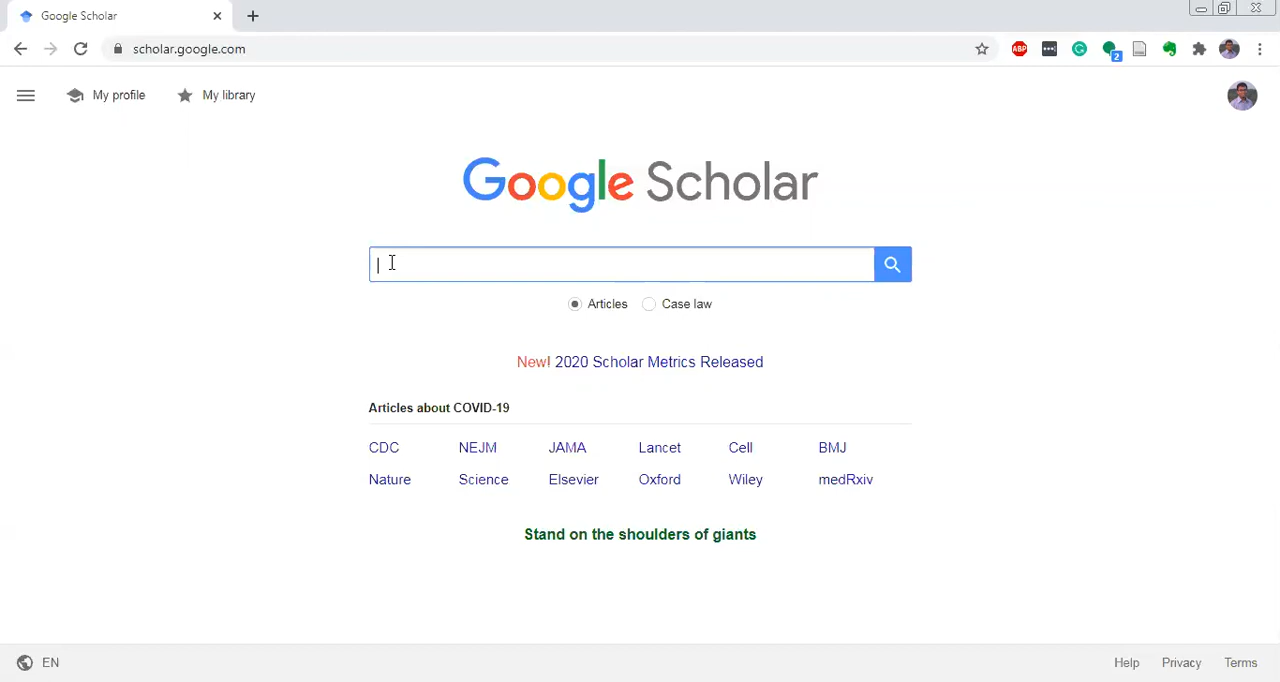 Google Scholar
scholar.google.com
ABP
2
My profile My library
Google Scholar
Articles Case law
New! 2020 Scholar Metrics Released
Articles about COVID-19
CDC NEJM JAMA Lancet Cell BMJ
Nature Science Elsevier Oxford Wiley medRxiv
Stand on the shoulders of giants
EN Help Privacy Terms